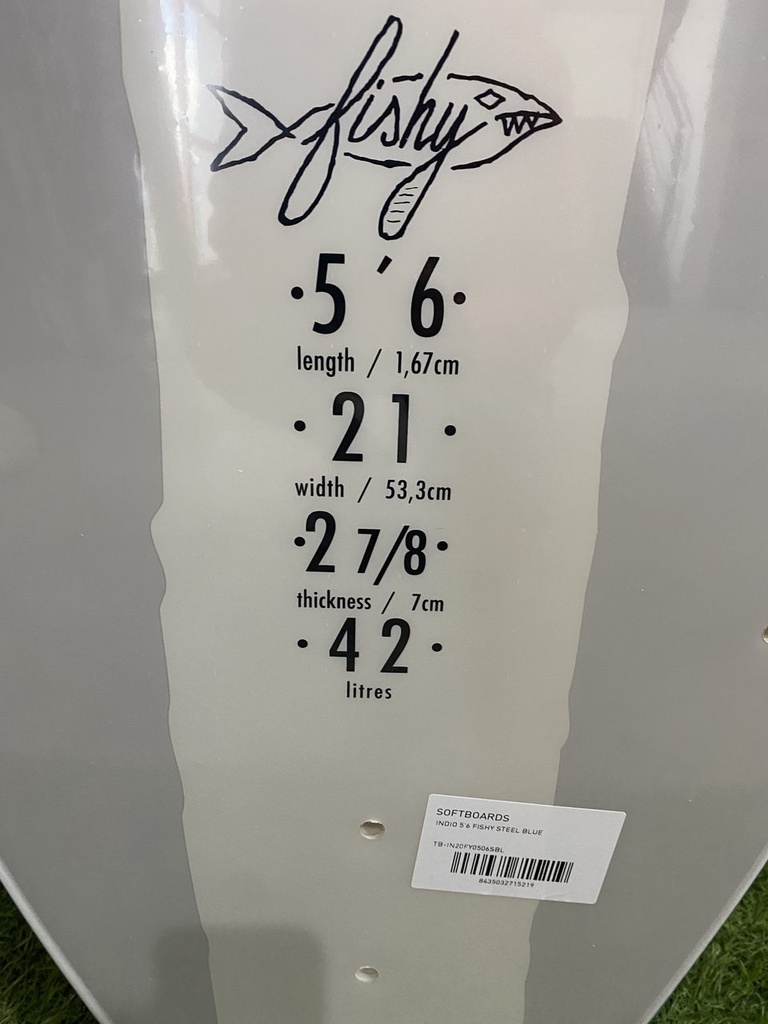 fishy
·5'6·
length / 1,67cm
·21·
width / 53,3cm
·2 7/8·
thickness / 7cm
·42·
litres
SOFTBOARDS
INDIO 5'6 FISHY STEEL BLUE
TB-IN20FY0506SBL
8435032715219